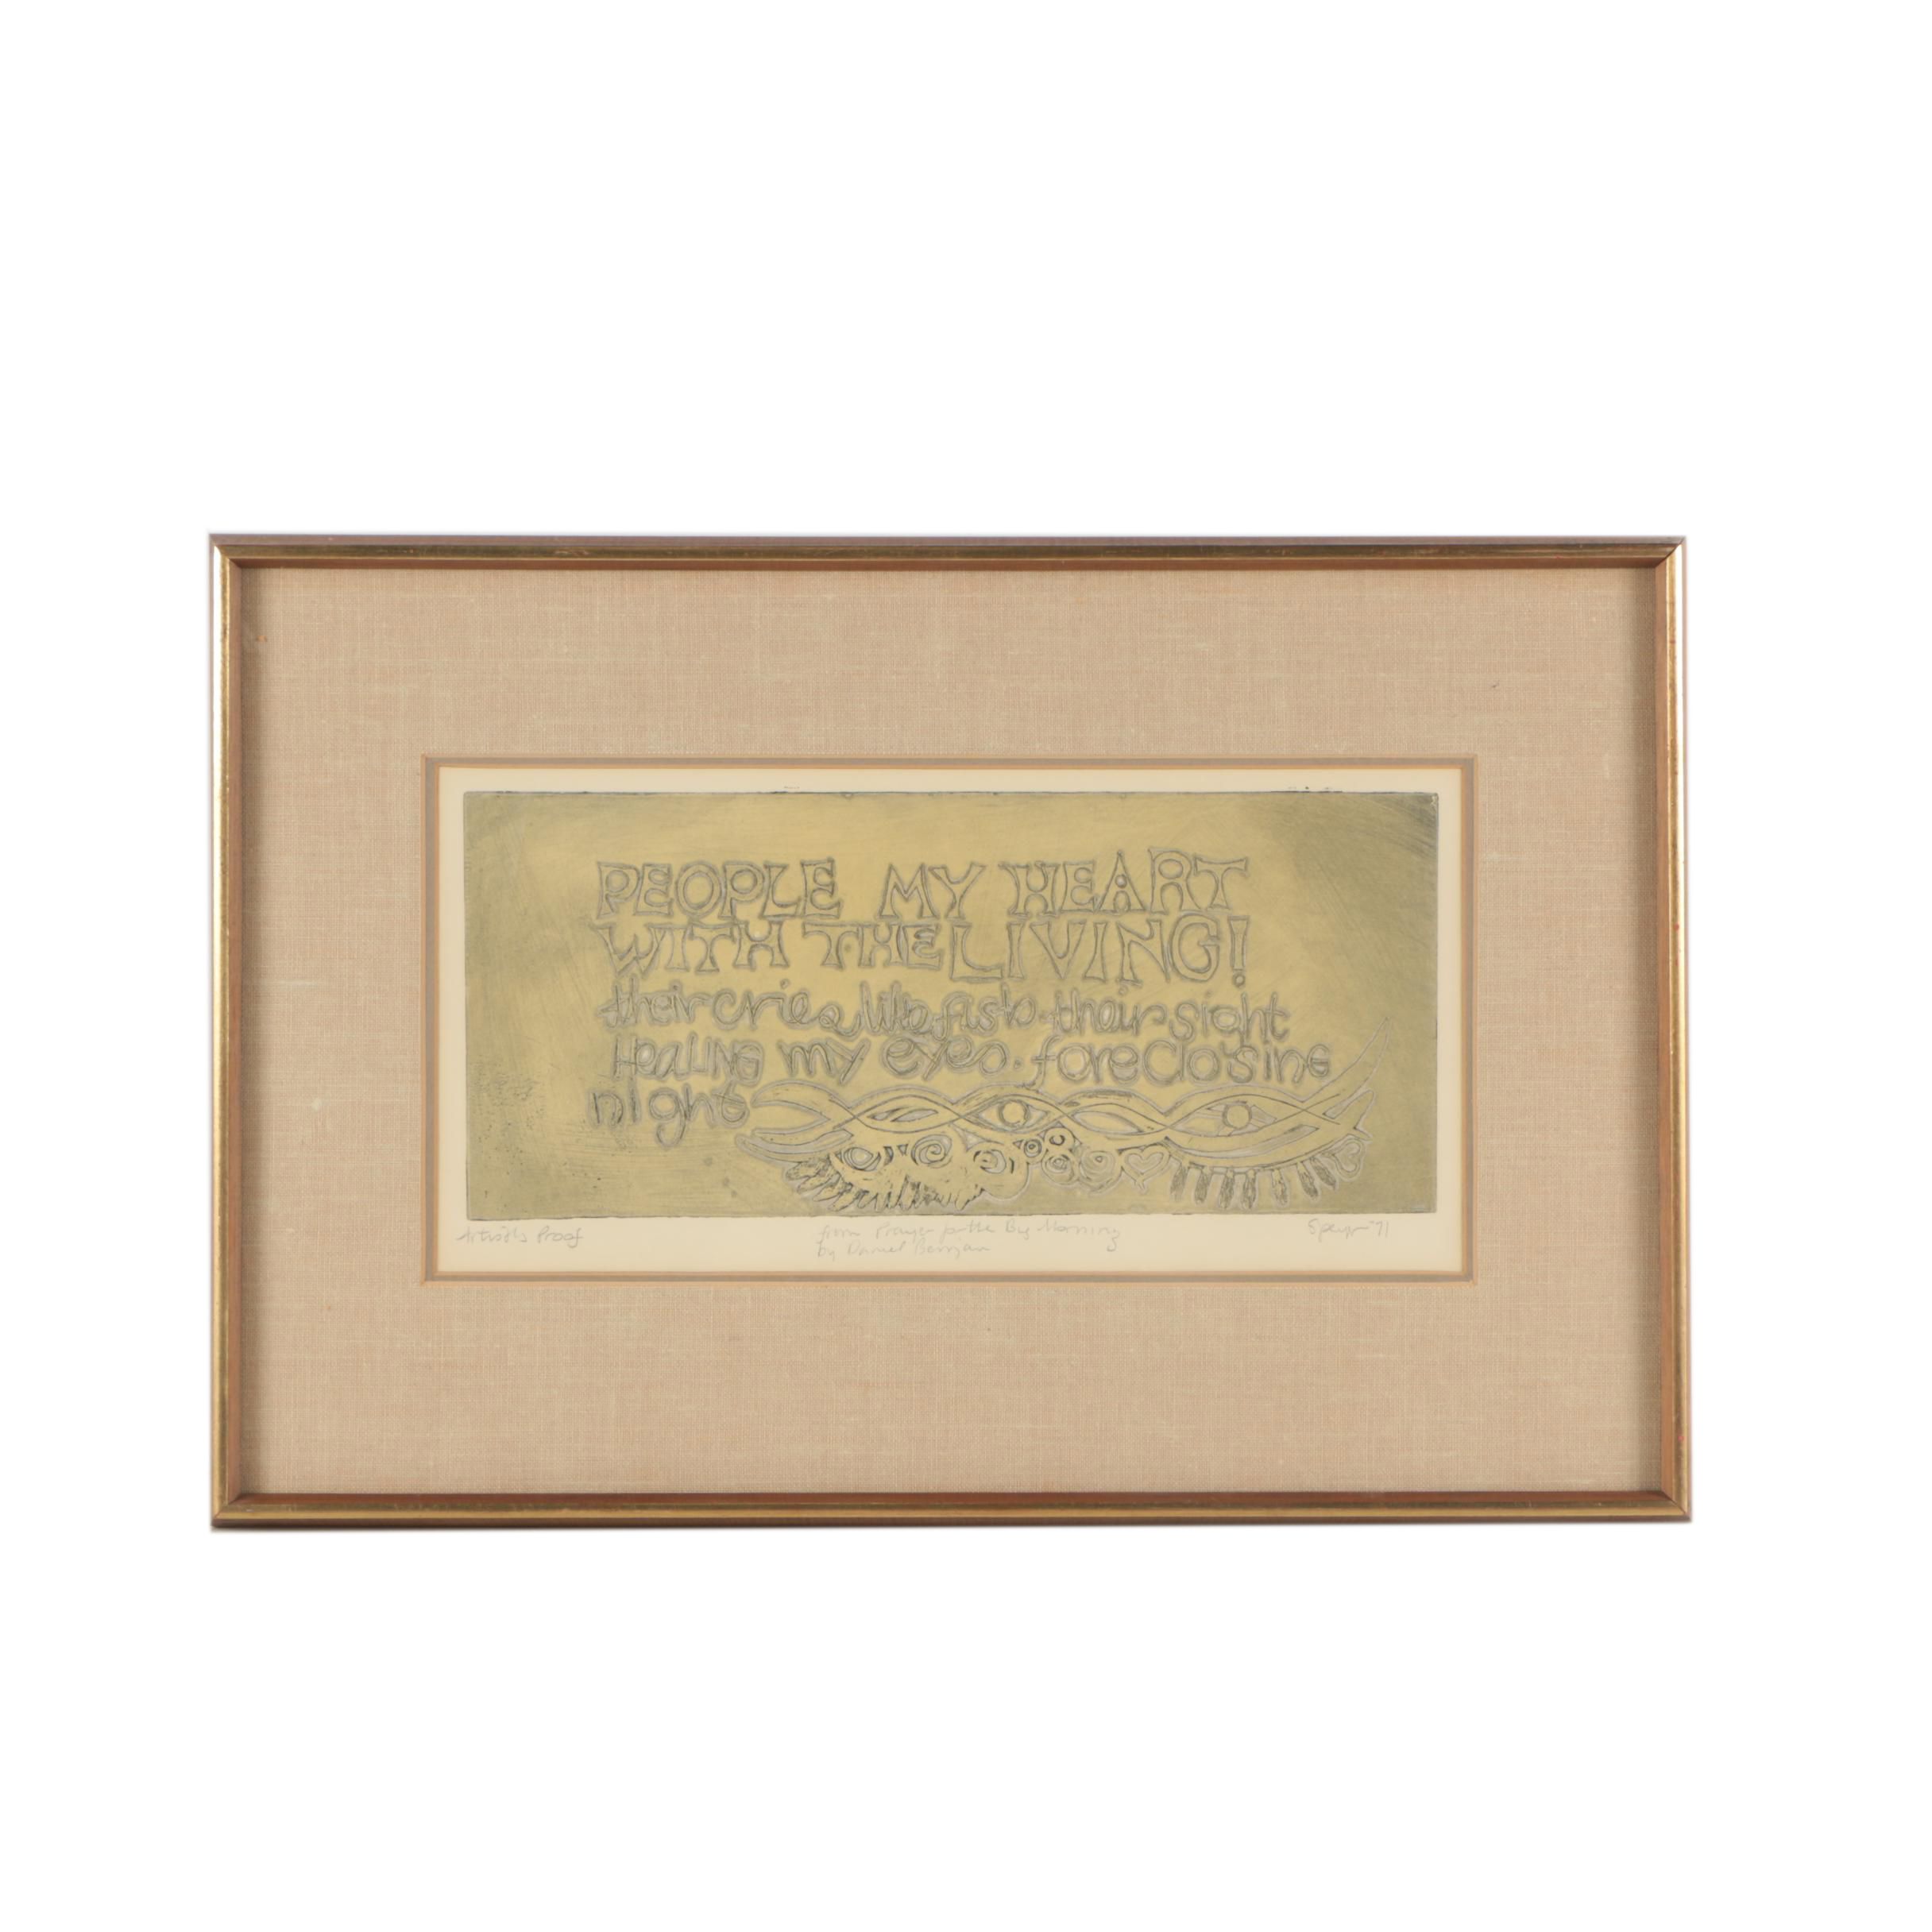 PEOPLE MY HEART
WITH THE LIVING!
their cries like fists. their sight
HeaLiNG my eyes. foreclosing
night
Artist's Proof
from Prayer for the Big Morning
by Daniel Berrigan
'71